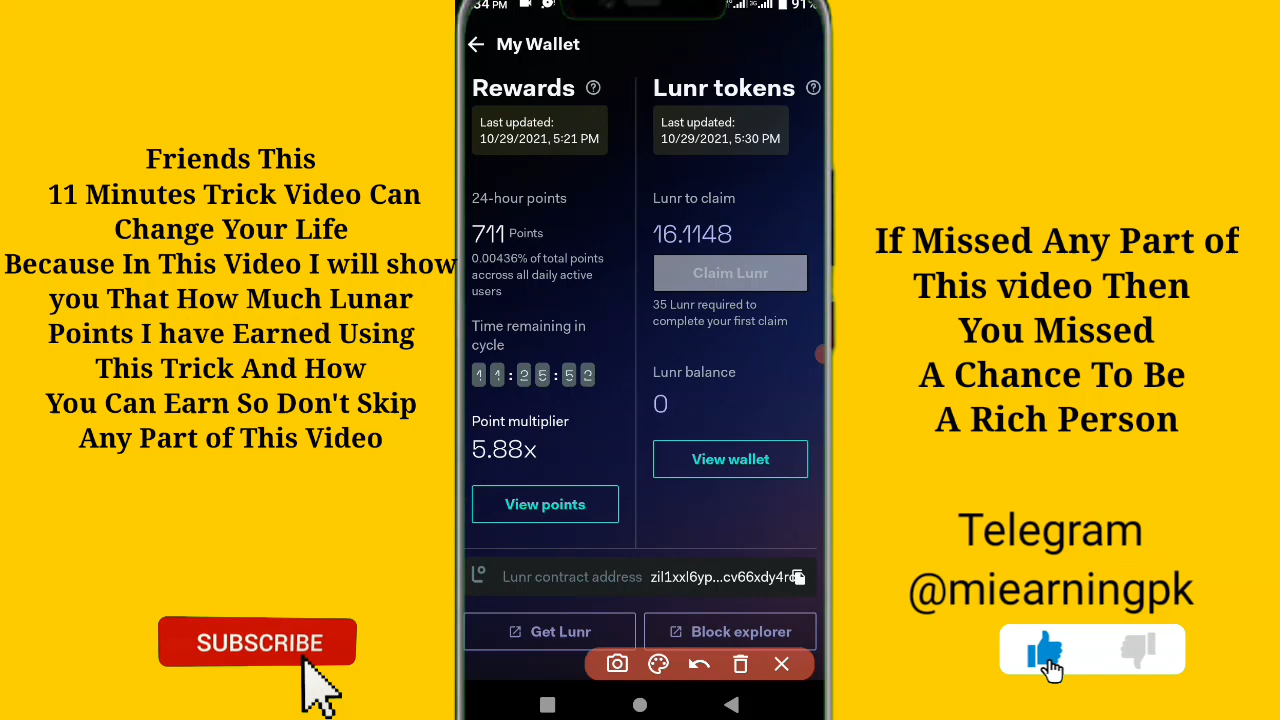 Friends This
11 Minutes Trick Video Can
Change Your Life
Because In This Video I will show
you That How Much Lunar
Points I have Earned Using
This Trick And How
You Can Earn So Don't Skip
Any Part of This Video
SUBSCRIBE
:34 PM
91%
My Wallet
Rewards
Last updated:
10/29/2021, 5:21 PM
24-hour points
711 Points
0.00436% of total points
accross all daily active
users
Time remaining in
cycle
11:25:52
Point multiplier
5.88x
View points
Lunr tokens
Last updated:
10/29/2021, 5:30 PM
Lunr to claim
16.1148
Claim Lunr
35 Lunr required to
complete your first claim
Lunr balance
0
View wallet
Lunr contract address zil1xxl6yp...cv66xdy4r
Get Lunr
Block explorer
If Missed Any Part of
This video Then
You Missed
A Chance To Be
A Rich Person
Telegram
@miearningpk